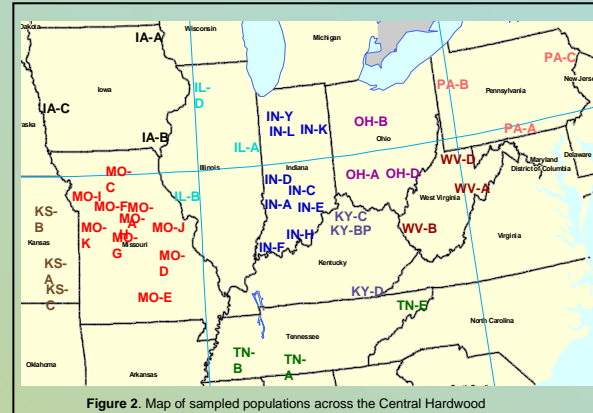 Dakota
IA-A
Wisconsin
Michigan
PA-C
Iowa
IL-
D
IN-Y
IN-L
IN-K
OH-B
Ohio
PA-B
Pennsylvania
New Jersey
IA-C
aska
IA-B
IL-A
PA-A
Illinois
Indiana
WV-D
Maryland
Delaware
District of Columbia
MO-
C
MO-I
MO-F
MO-
A
IL-B
IN-D
IN-C
IN-A
IN-E
OH-A
OH-D
West Virginia
WV-A
KS-
B
Kansas
MO-
K
MO-
H
MO-
G
Missouri
MO-J
IN-F
IN-H
KY-C
KY-BP
WV-B
Virginia
KS-
A
KS-
C
MO-
D
MO-E
Kentucky
KY-D
TN-E
North Carolina
Tennessee
TN-
B
TN-
A
Oklahoma
Arkansas
Figure 2. Map of sampled populations across the Central Hardwood